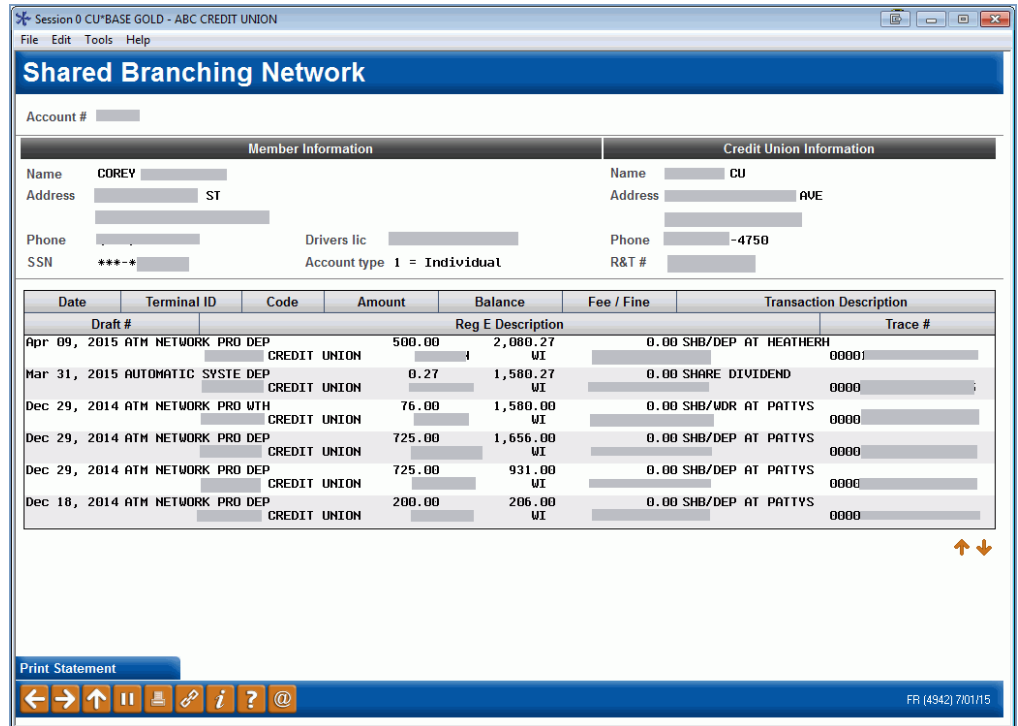 Session 0 CU*BASE GOLD - ABC CREDIT UNION
File Edit Tools Help
Shared Branching Network
Account #
Member Information Credit Union Information
Name COREY Name CU
Address ST Address AVE
Phone Drivers lic Phone -4750
SSN ***-* Account type 1 = Individual R&T #
Date Terminal ID Code Amount Balance Fee / Fine Transaction Description
Draft # Reg E Description Trace #
Apr 09, 2015 ATM NETWORK PRO DEP 500.00 2,080.27 0.00 SHB/DEP AT HEATHERH
CREDIT UNION WI 0000
Mar 31, 2015 AUTOMATIC SYSTE DEP 0.27 1,580.27 0.00 SHARE DIVIDEND
CREDIT UNION WI 0000
Dec 29, 2014 ATM NETWORK PRO WTH 76.00 1,580.00 0.00 SHB/WDR AT PATTYS
CREDIT UNION WI 0000
Dec 29, 2014 ATM NETWORK PRO DEP 725.00 1,656.00 0.00 SHB/DEP AT PATTYS
CREDIT UNION WI 0000
Dec 29, 2014 ATM NETWORK PRO DEP 725.00 931.00 0.00 SHB/DEP AT PATTYS
CREDIT UNION WI 0000
Dec 18, 2014 ATM NETWORK PRO DEP 200.00 206.00 0.00 SHB/DEP AT PATTYS
CREDIT UNION WI 0000
Print Statement
FR (4942) 7/01/15